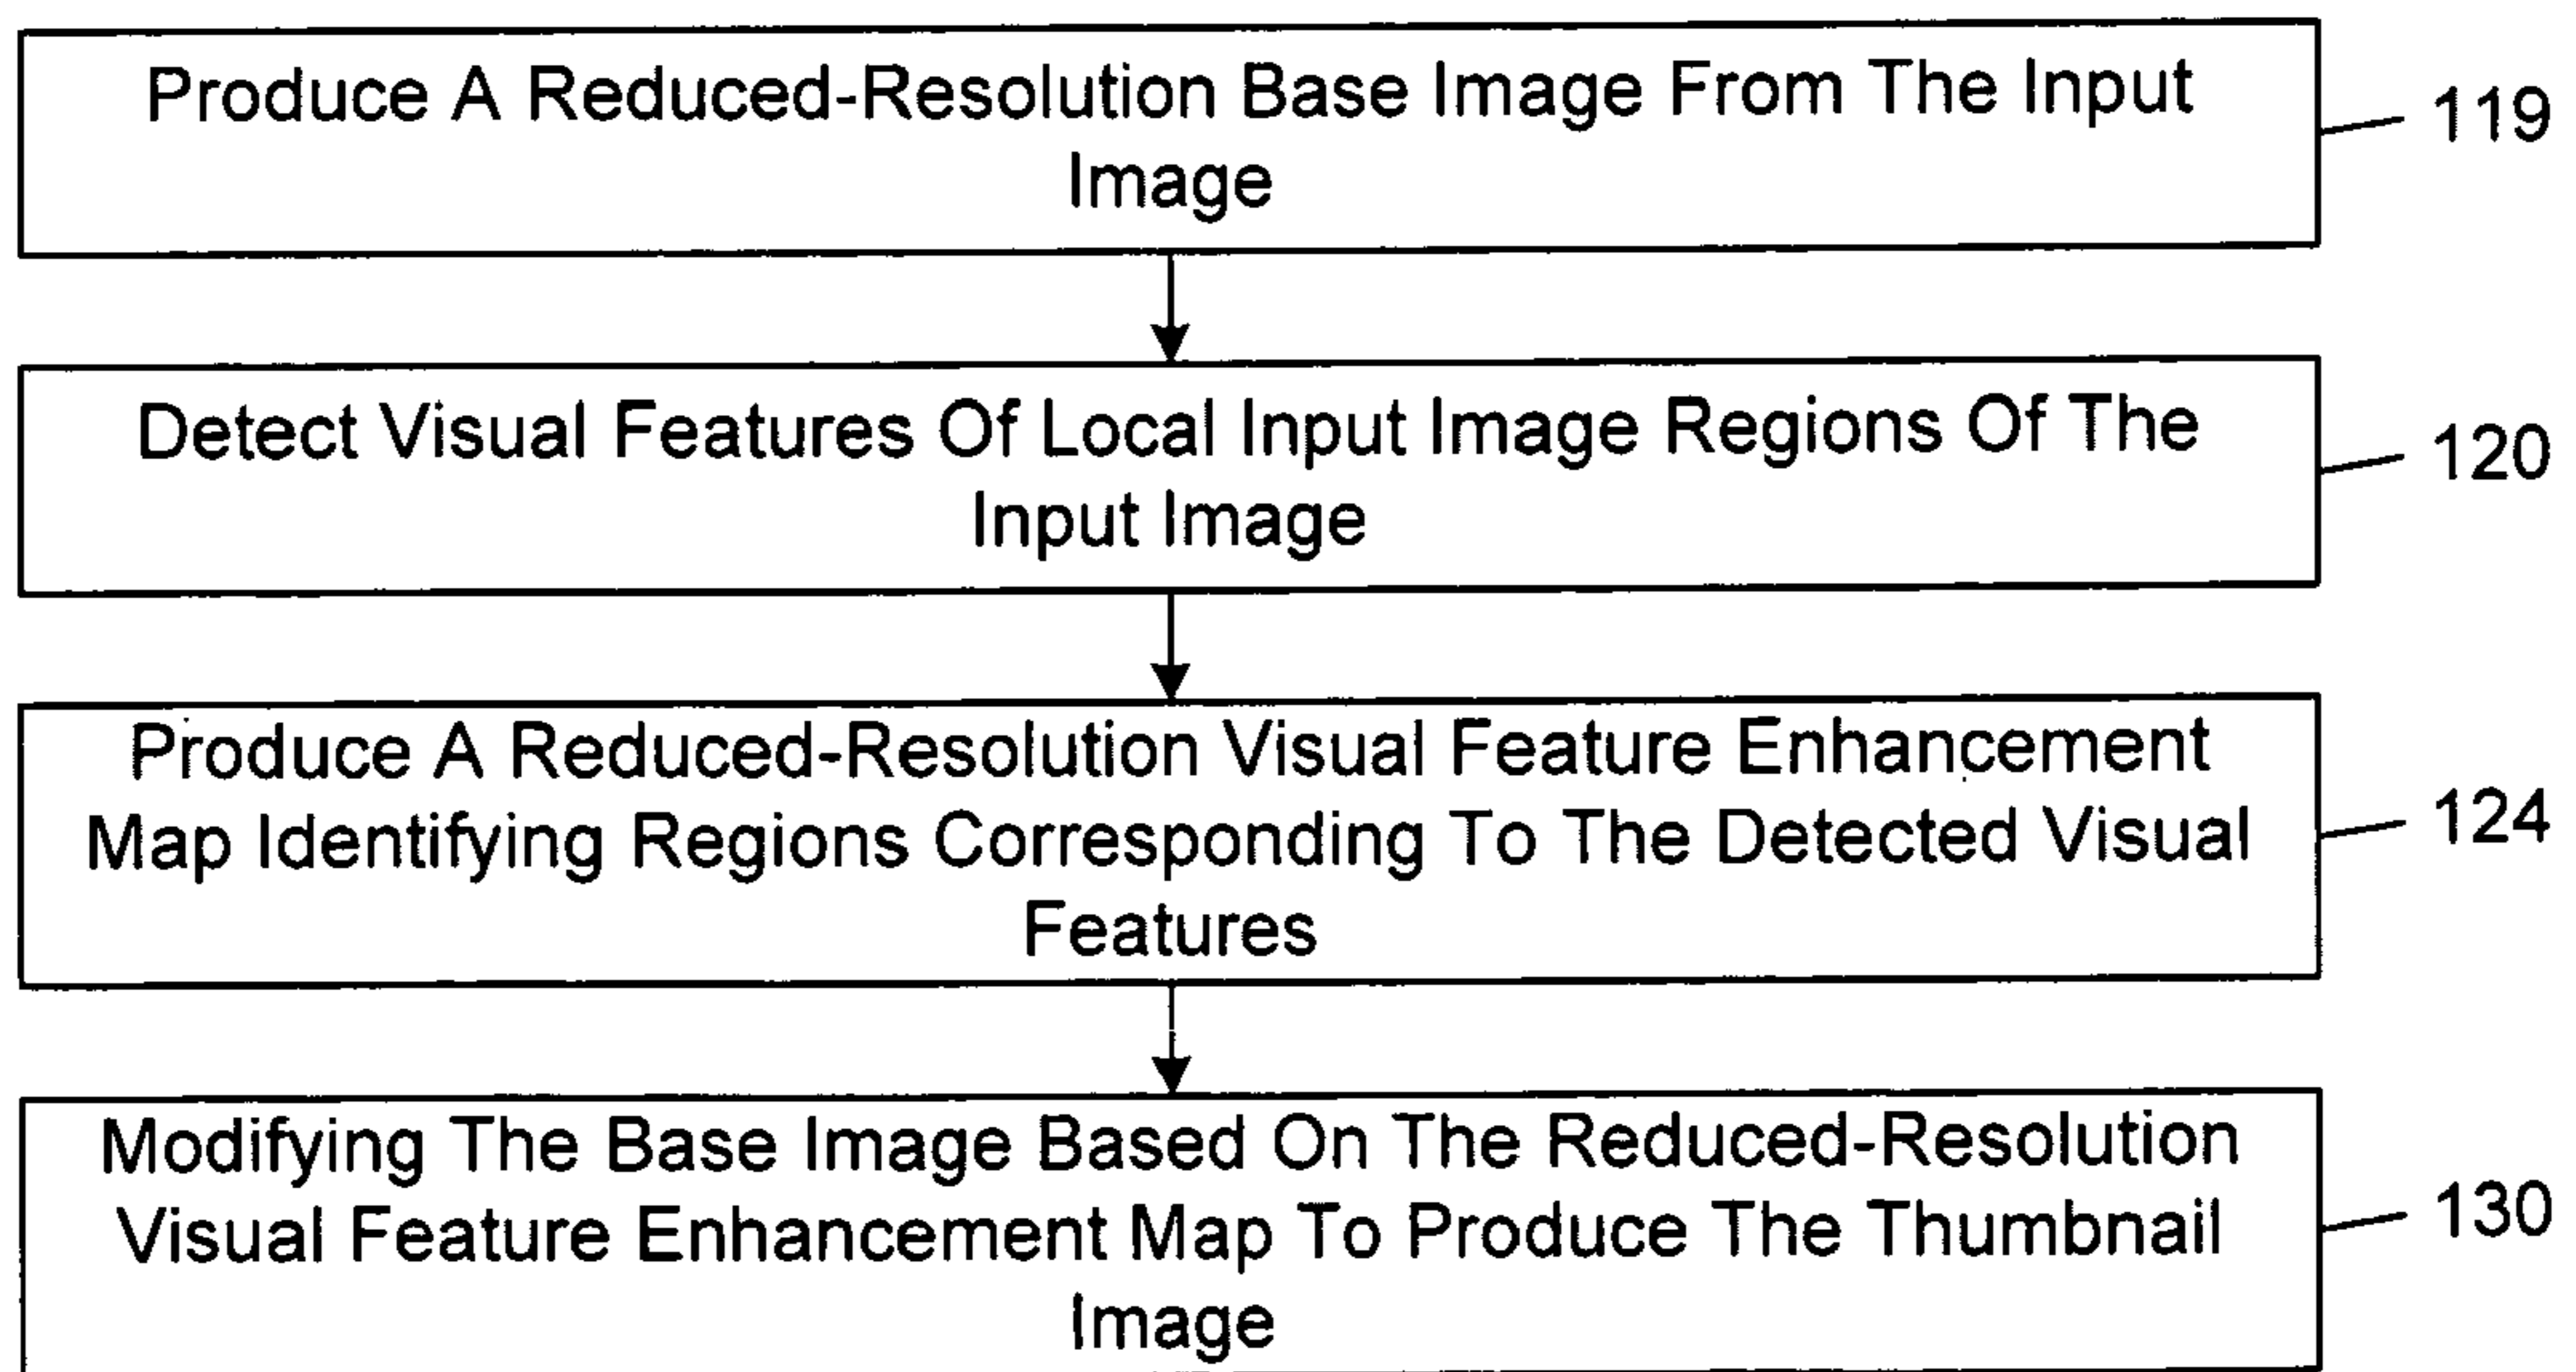 Produce A Reduced-Resolution Base Image From The Input
Image
119
Detect Visual Features Of Local Input Image Regions Of The
Input Image
120
Produce A Reduced-Resolution Visual Feature Enhancement
Map Identifying Regions Corresponding To The Detected Visual
Features
124
Modifying The Base Image Based On The Reduced-Resolution
Visual Feature Enhancement Map To Produce The Thumbnail
Image
130